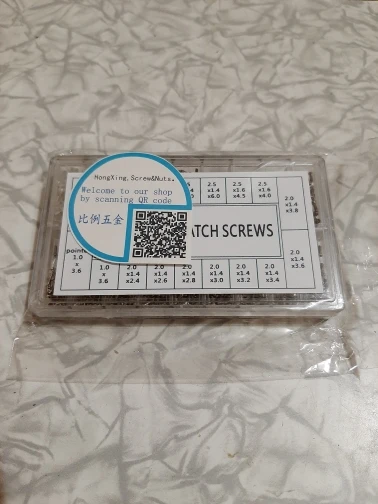 HongXing,Screw&Nuts.
Welcome to our shop
by scanning QR code
比例五金
2.5
x1.4
x6.0
2.5
x1.6
x4.5
2.5
x1.6
x4.0
2.0
x1.4
x3.8
ATCH SCREWS
point
1.0
x
3.6
1.0
x
3.6
2.0
x1.4
x2.4
2.0
x1.4
x2.6
2.0
x1.4
x2.8
2.0
x1.4
x3.0
2.0
x1.4
x3.2
2.0
x1.4
x3.4
2.0
x1.4
x3.6